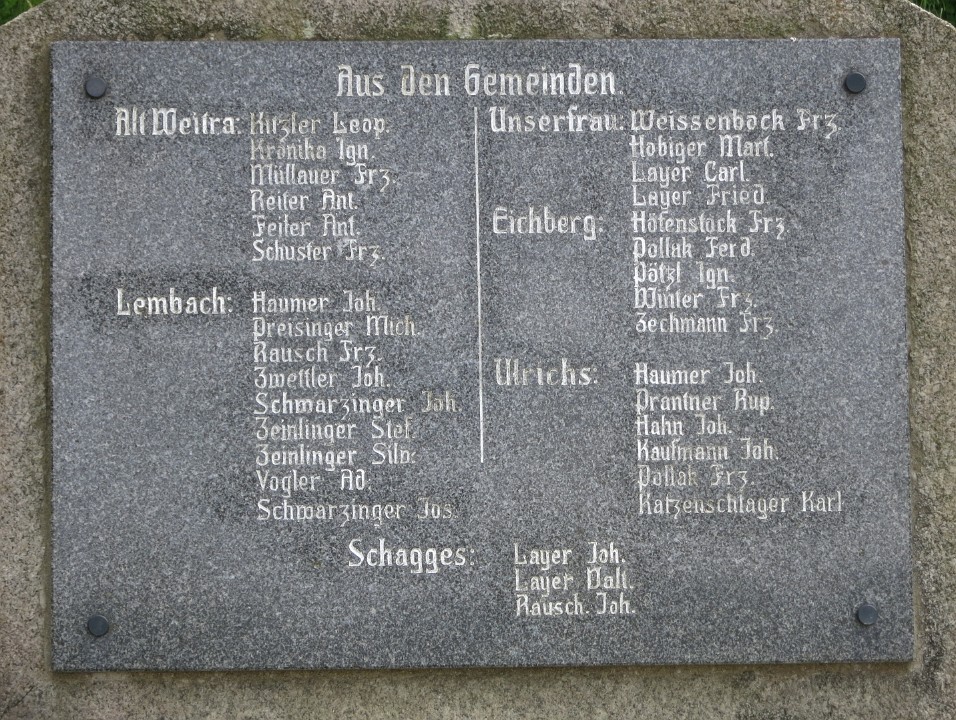 Aus den Gemeinden.
Alt Weitra: Kitzler Leop.
Kronika Ign.
Müllauer Frz.
Reiter Ant.
Feiler Ant.
Schuster Frz.
Lembach: Haumer Joh.
Preisinger Mich.
Rausch Frz.
Zwettler Joh.
Schwarzinger Joh.
Zeinlinger Stef.
Zeinlinger Silv.
Vogler Ad.
Schwarzinger Jos.
Unserfrau: Weissenböck Frz.
Hobiger Mart.
Layer Carl.
Layer Fried.
Eichberg: Höfenstock Frz.
Pollak Ferd.
Pötzl Ign.
Winter Frz.
Zechmann Frz.
Ulrichs: Haumer Joh.
Prantner Rup.
Hahn Joh.
Kaufmann Joh.
Pollak Frz.
Katzenschlager Karl
Schagges: Layer Joh.
Layer Valt.
Rausch. Joh.